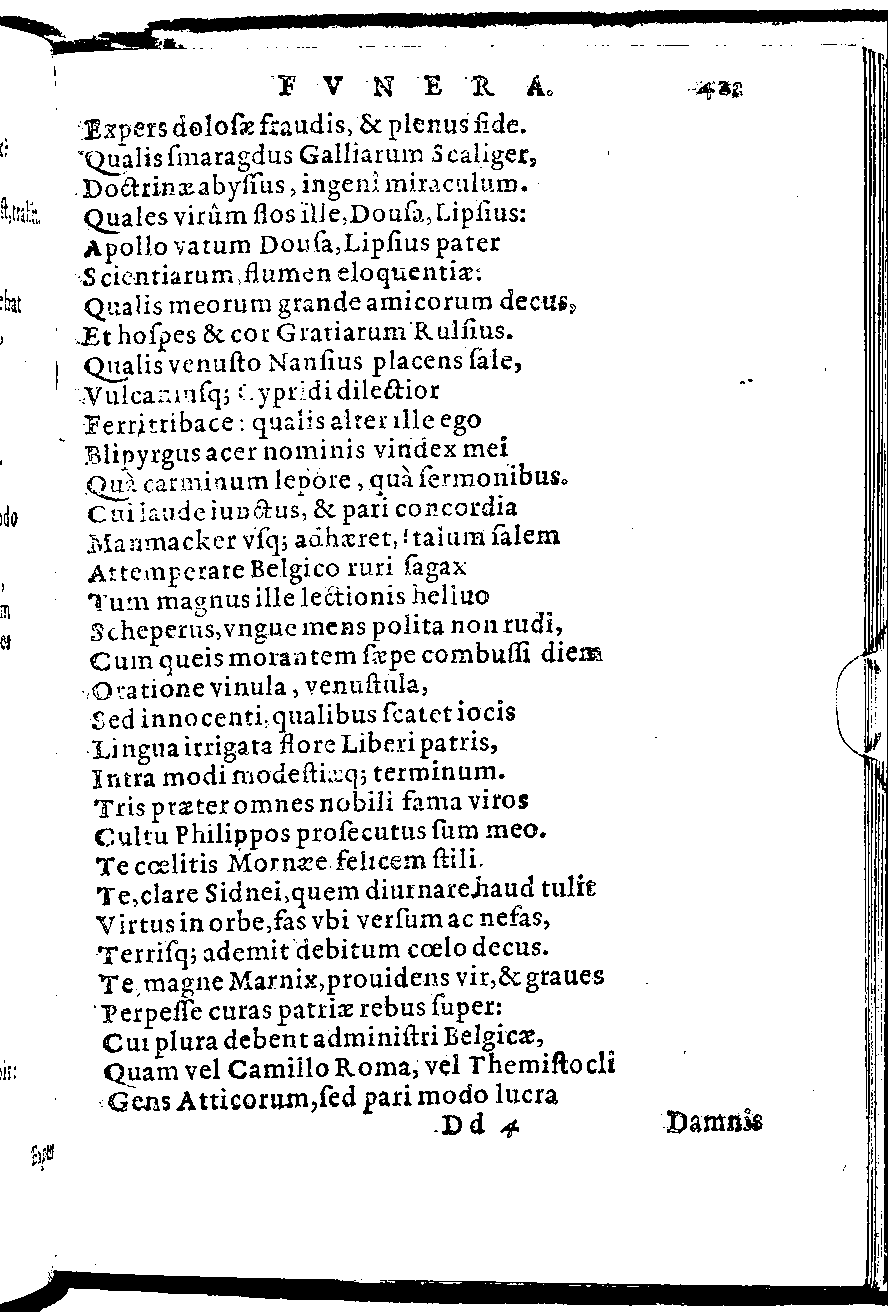 FVNERA.
Expers dolosæ fraudis, & plenus fide.
Qualis smaragdus Galliarum Scaliger,
Doctrinæ abyssus, ingenî miraculum.
Quales virûm flos ille, Dousa, Lipsius:
Apollo vatum Dousa, Lipsius pater
Scientiarum, flumen eloquentiæ:
Qualis meorum grande amicorum decus,
Et hospes & cor Gratiarum Rulsius.
Qualis venusto Nansius placens sale,
dilectior
qualis alter ille ego
Blipyrgus acer nominis vindex mei
Quà carminum lepore, quà sermonibus.
Cui laude iunctus, & pari concordia
Manmacker vsq; adhæret, salem
Attemperare Belgico ruri sagax
Tum magnus ille lectionis heliuo
Scheperus, vngue mens polita non rudi,
Cum queis morantem sæpe combussi diem
Oratione vinula, venustula,
Sed innocenti, qualibus scatet iocis
Lingua irrigata flore Liberi patris,
Intra modi modestiæq; terminum.
Tris præter omnes nobili fama viros
Cultu Philippos prosecutus sum meo.
Te cœlitis Mornæe felicem stili.
Te, clare Sidnei, quem diurnare haud tulit
Virtus in orbe, fas vbi versum ac nefas,
Terrisq; ademit debitum cœlo decus.
Te, magne Marnix, prouidens vir, & graues
Perpesse curas patriæ rebus super:
Cui plura debent administri Belgicæ,
Quam vel Camillo Roma, vel Themistocli
Gens Atticorum, sed pari modo lucra
Dd 4 Damnis